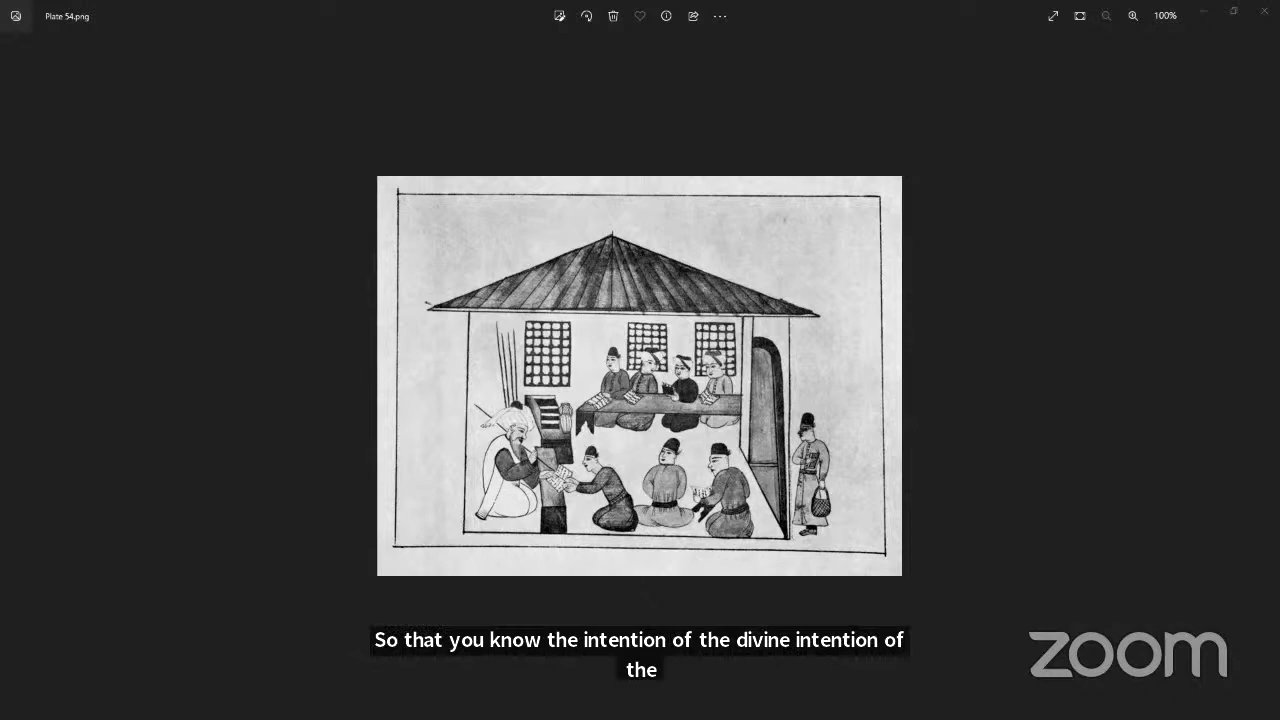 Plate 54.png
100%
So that you know the intention of the divine intention of
the
zoom